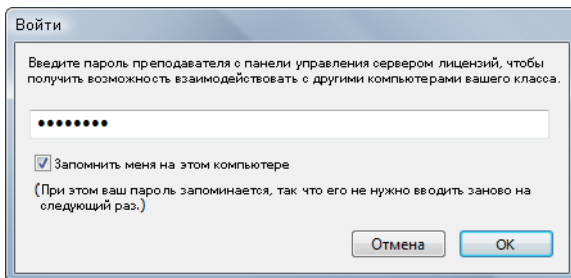 Войти
Введите пароль преподавателя с панели управления сервером лицензий, чтобы
получить возможность взаимодействовать с другими компьютерами вашего класса.
••••••••
Запомнить меня на этом компьютере
(При этом ваш пароль запоминается, так что его не нужно вводить заново на
следующий раз.)
Отмена OK